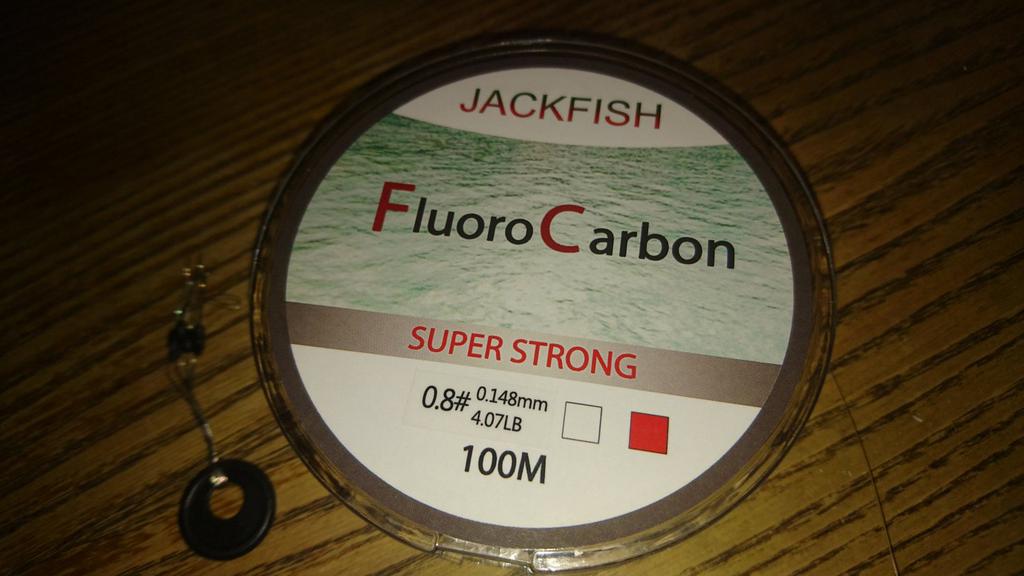 JACKFISH
FluoroCarbon
SUPER STRONG
0.8# 0.148mm
4.07LB
100M